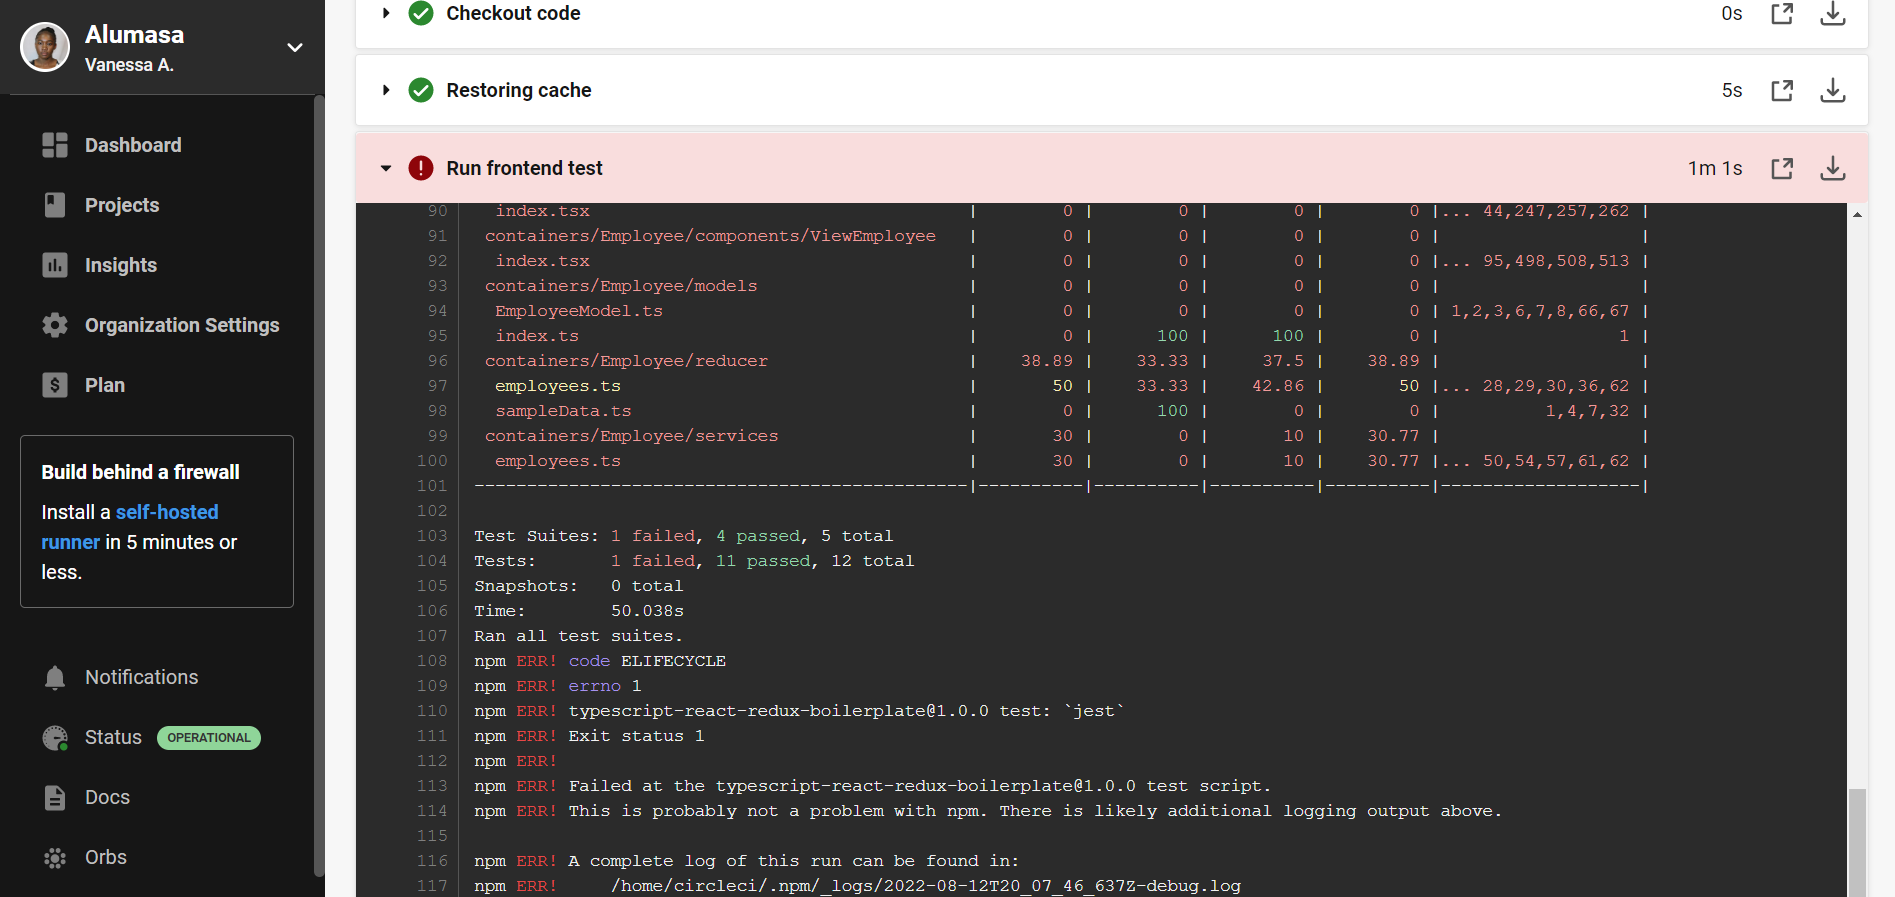 Alumasa
Vanessa A.
Dashboard
Projects
Insights
Organization Settings
Plan
Build behind a firewall
Install a self-hosted
runner in 5 minutes or
less.
Notifications
Status OPERATIONAL
Docs
Orbs
Checkout code 0s
Restoring cache 5s
Run frontend test 1m 1s
90 index.tsx | 0 | 0 | 0 | 0 |... 44,247,257,262 |
91 containers/Employee/components/ViewEmployee | 0 | 0 | 0 | 0 | |
92 index.tsx | 0 | 0 | 0 | 0 |... 95,498,508,513 |
93 containers/Employee/models | 0 | 0 | 0 | 0 | |
94 EmployeeModel.ts | 0 | 0 | 0 | 0 | 1,2,3,6,7,8,66,67 |
95 index.ts | 0 | 100 | 100 | 0 | 1 |
96 containers/Employee/reducer | 38.89 | 33.33 | 37.5 | 38.89 | |
97 employees.ts | 50 | 33.33 | 42.86 | 50 |... 28,29,30,36,62 |
98 sampleData.ts | 0 | 100 | 0 | 0 | 1,4,7,32 |
99 containers/Employee/services | 30 | 0 | 10 | 30.77 | |
100 employees.ts | 30 | 0 | 10 | 30.77 |... 50,54,57,61,62 |
101 -----------------------------------------------|----------|----------|----------|----------|-------------------|
102
103 Test Suites: 1 failed, 4 passed, 5 total
104 Tests: 1 failed, 11 passed, 12 total
105 Snapshots: 0 total
106 Time: 50.038s
107 Ran all test suites.
108 npm ERR! code ELIFECYCLE
109 npm ERR! errno 1
110 npm ERR! typescript-react-redux-boilerplate@1.0.0 test: `jest`
111 npm ERR! Exit status 1
112 npm ERR!
113 npm ERR! Failed at the typescript-react-redux-boilerplate@1.0.0 test script.
114 npm ERR! This is probably not a problem with npm. There is likely additional logging output above.
115
116 npm ERR! A complete log of this run can be found in:
117 npm ERR! /home/circleci/.npm/_logs/2022-08-12T20_07_46_637Z-debug.log